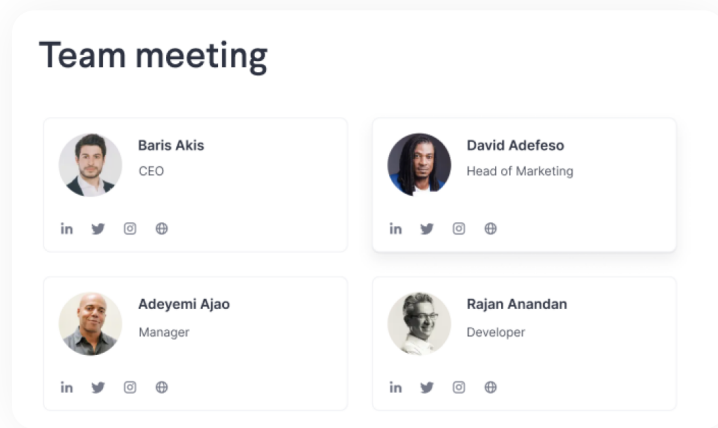 Team meeting
Baris Akis
CEO
David Adefeso
Head of Marketing
Adeyemi Ajao
Manager
Rajan Anandan
Developer